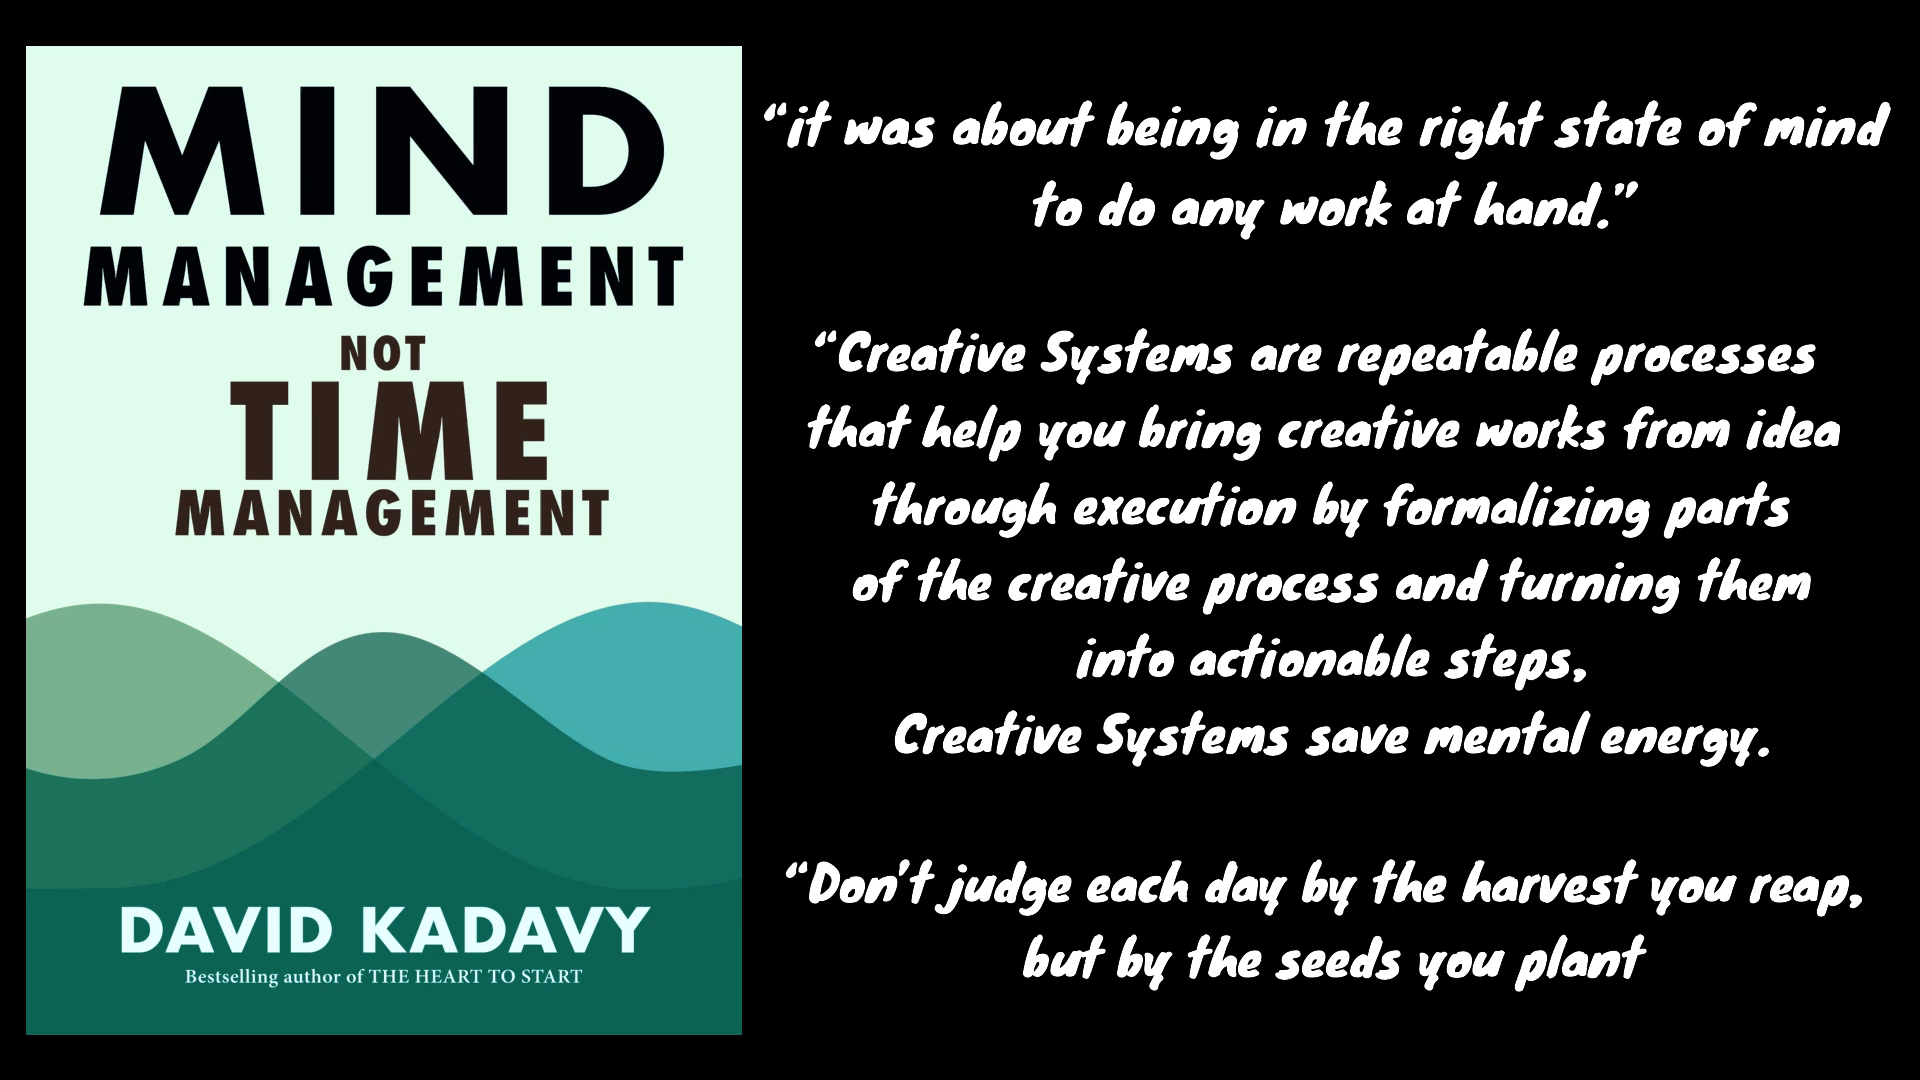 MIND
MANAGEMENT
NOT
TIME
MANAGEMENT
DAVID KADAVY
Bestselling author of THE HEART TO START
“it was about being in the right state of mind
to do any work at hand.”
“Creative Systems are repeatable processes
that help you bring creative works from idea
through execution by formalizing parts
of the creative process and turning them
into actionable steps,
Creative Systems save mental energy.
“Don’t judge each day by the harvest you reap,
but by the seeds you plant